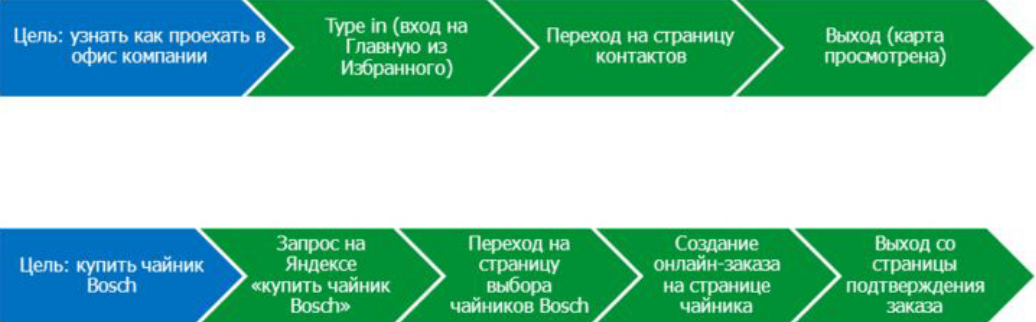 Цель: узнать как проехать в
офис компании
Type in (вход на
Главную из
Избранного)
Переход на страницу
контактов
Выход (карта
просмотрена)
Цель: купить чайник
Bosch
Запрос на
Яндексе
«купить чайник
Bosch»
Переход на
страницу
выбора
чайников Bosch
Создание
онлайн-заказа
на странице
чайника
Выход со
страницы
подтверждения
заказа